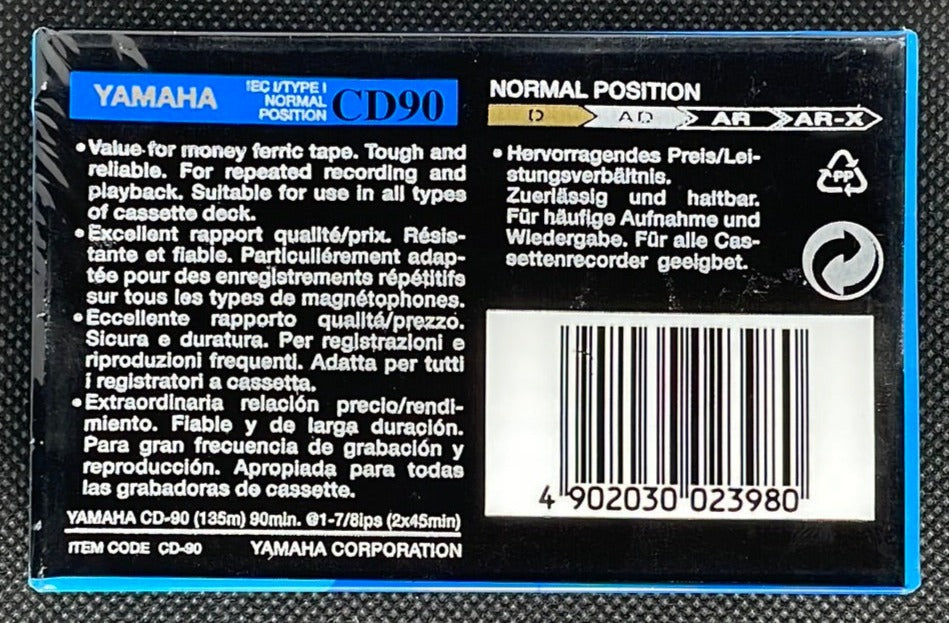 YAMAHA
IEC I/TYPE I
NORMAL
POSITION
CD90
• Value for money ferric tape. Tough and
reliable. For repeated recording and
playback. Suitable for use in all types
of cassette deck.
• Excellent rapport qualité/prix. Résis-
tante et fiable. Particuliérement adap-
tée pour des enregistrements répétitifs
sur tous les types de magnétophones.
• Eccellente rapporto qualitá/prezzo.
Sicura e duratura. Per registrazioni e
riproduzioni frequenti. Adatta per tutti
i registratori a cassetta.
• Extraordinaria relación precio/rendi-
miento. Fiable y de larga duración.
Para gran frecuencia de grabación y
reproducción. Apropiada para todas
las grabadoras de cassette.
YAMAHA CD-90 (135m) 90min. @1-7/8ips (2x45min)
ITEM CODE CD-90 YAMAHA CORPORATION
NORMAL POSITION
D AD AR AR-X
• Hervorragendes Preis/Lei-
stungsverbältnis.
Zuerlässig und haltbar.
Für häufige Aufnahme und
Wiedergabe. Für alle Cas-
settenrecorder geeigbet.
PP
4 902030 023980